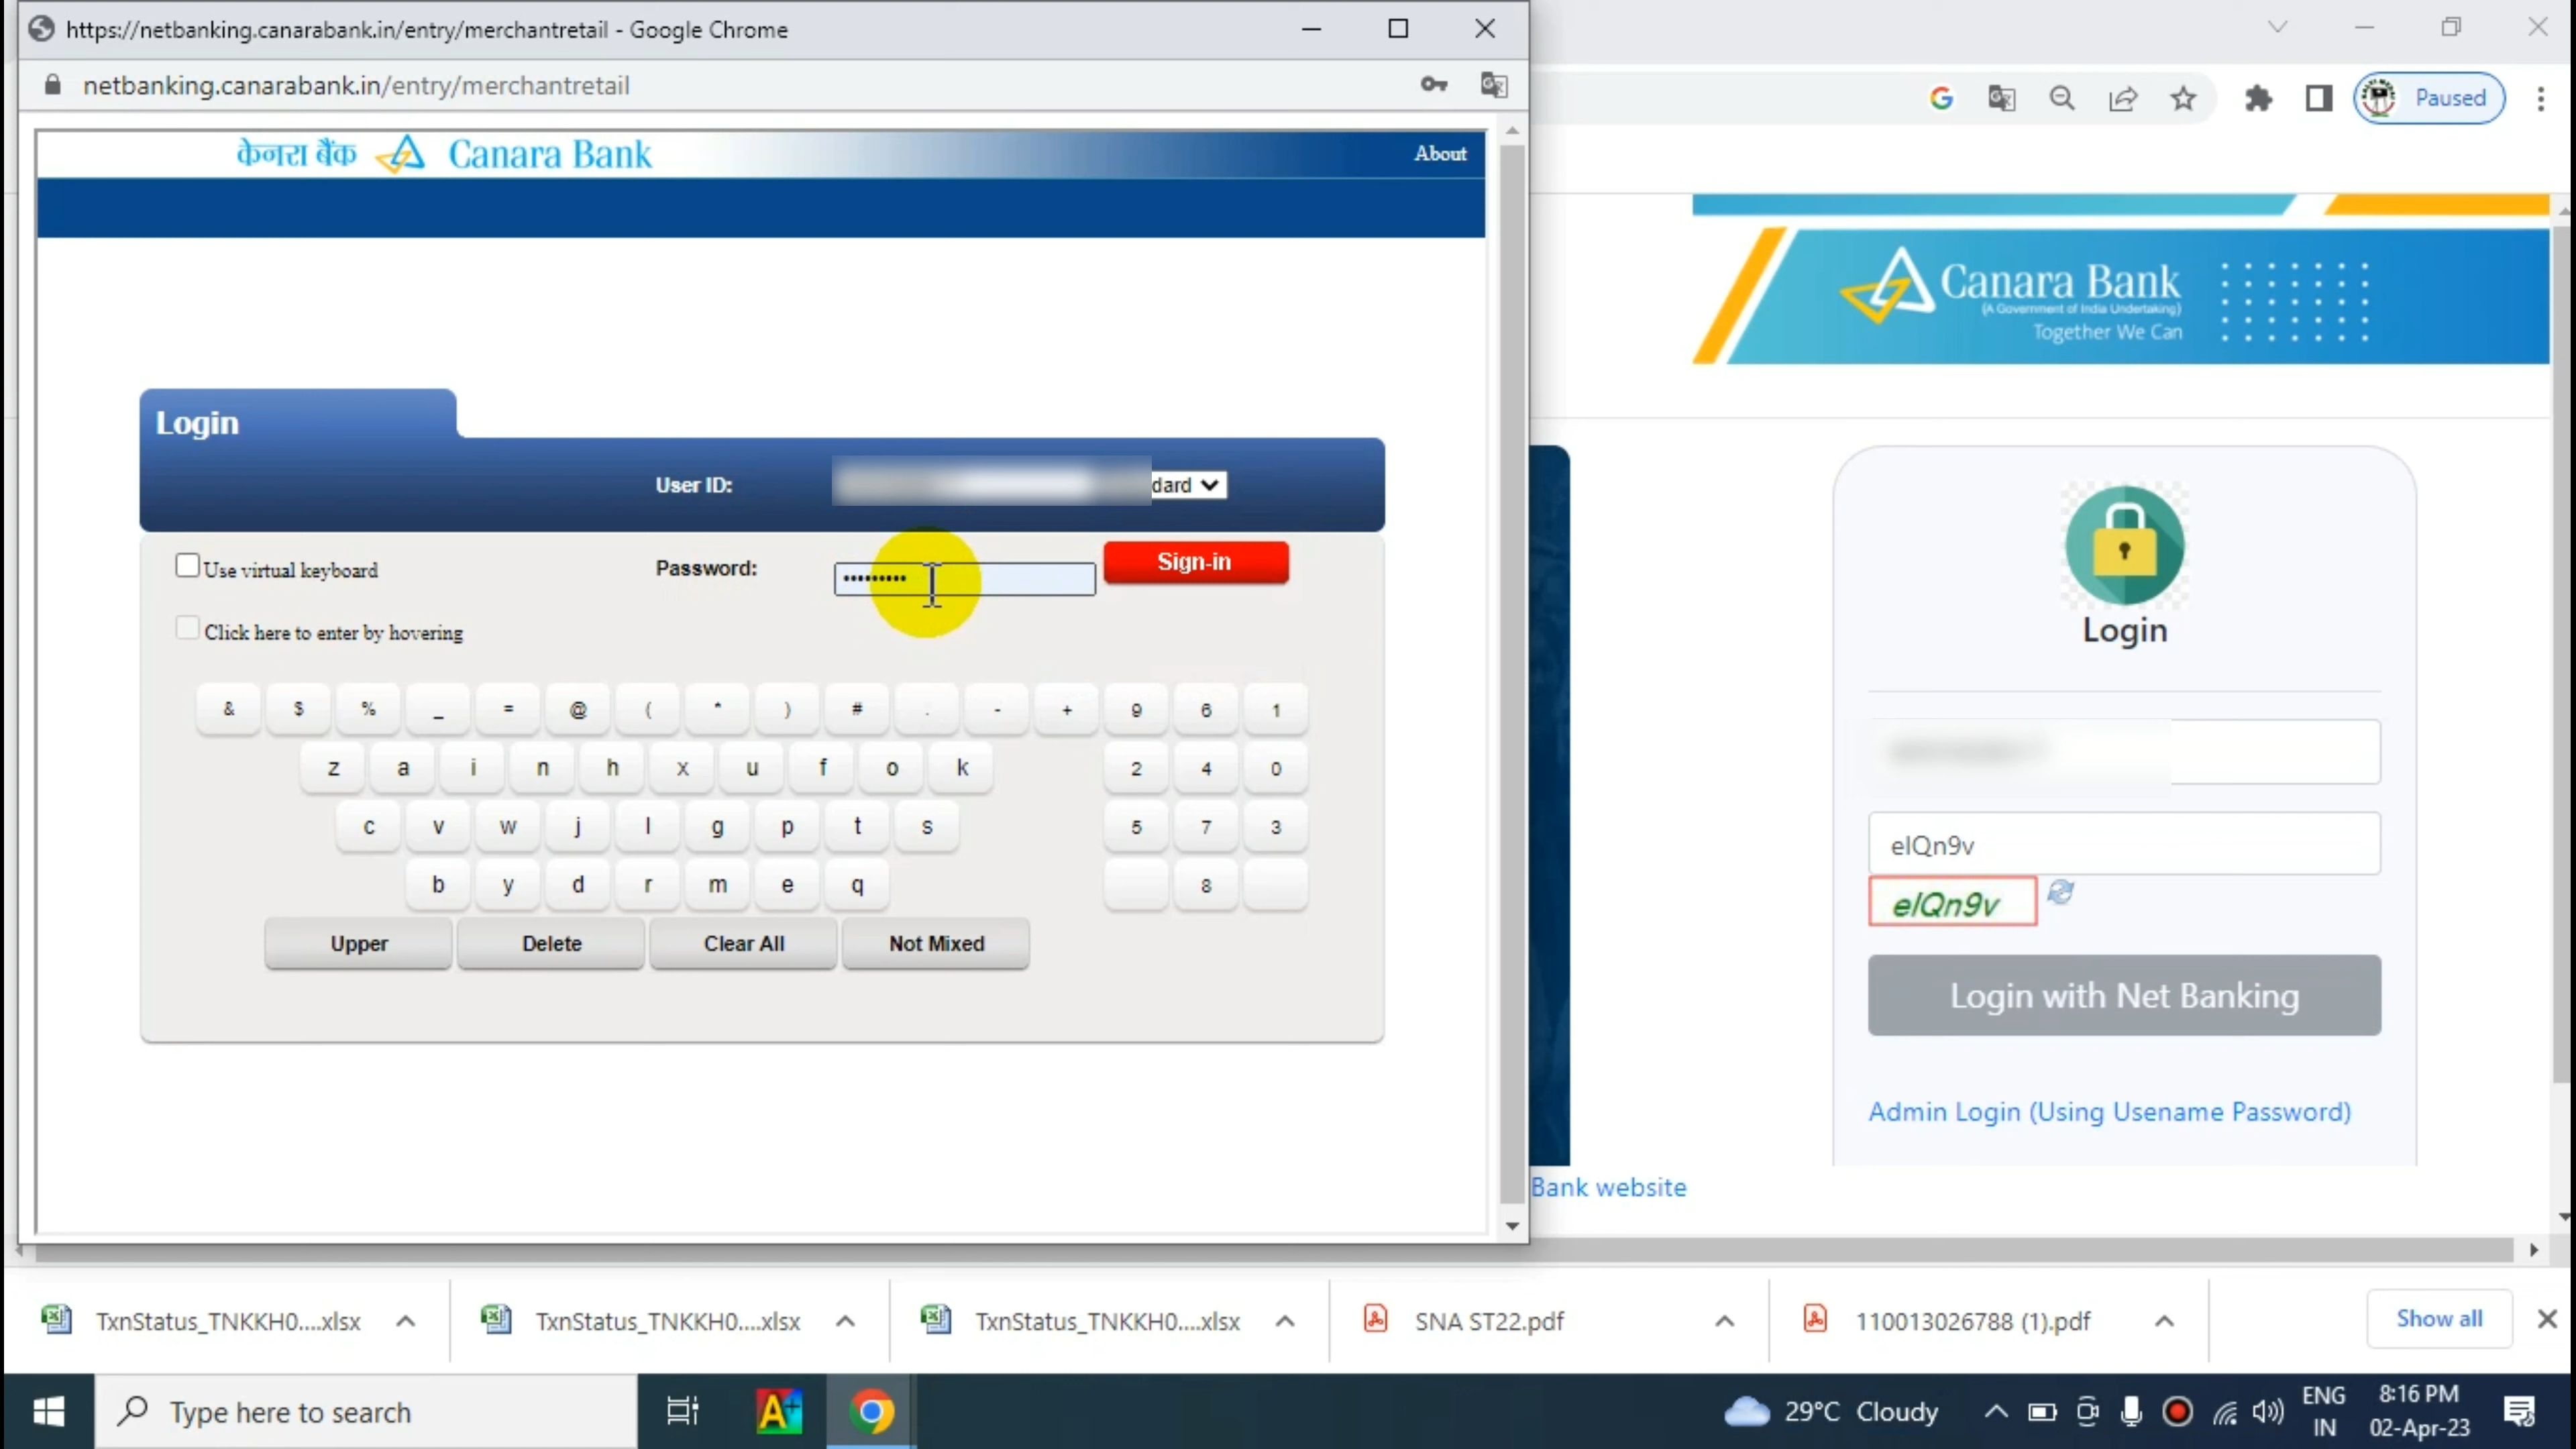 https://netbanking.canarabank.in/entry/merchantretail - Google Chrome
netbanking.canarabank.in/entry/merchantretail
Paused
केनरा बैंक Canara Bank
About
Login
User ID:
dard
Use virtual keyboard
Password:
•••••••••
Sign-in
Click here to enter by hovering
& $ % _ = @ ( * ) # . - + 9 6 1
z a i n h x u f o k 2 4 0
c v w j l g p t s 5 7 3
b y d r m e q 8
Upper Delete Clear All Not Mixed
Canara Bank
(A Government of India Undertaking)
Together We Can
Login
elQn9v
elQn9v
Login with Net Banking
Admin Login (Using Usename Password)
Bank website
TxnStatus_TNKKH0....xlsx
TxnStatus_TNKKH0....xlsx
TxnStatus_TNKKH0....xlsx
SNA ST22.pdf
110013026788 (1).pdf
Show all
Type here to search
A+
29°C Cloudy
ENG
IN
8:16 PM
02-Apr-23